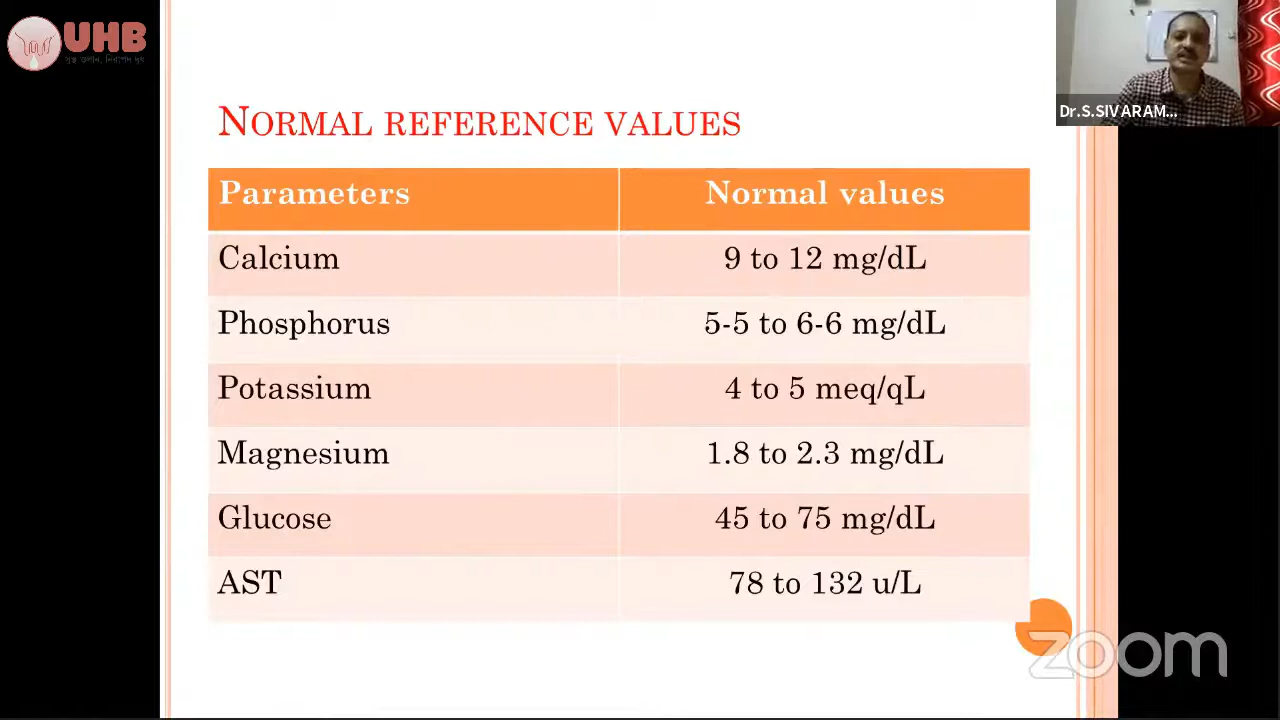 UHB
সুস্থ ওলান, নিরাপদ দুধ
Dr.S.SIVARAM...
NORMAL REFERENCE VALUES
Parameters Normal values
Calcium 9 to 12 mg/dL
Phosphorus 5-5 to 6-6 mg/dL
Potassium 4 to 5 meq/qL
Magnesium 1.8 to 2.3 mg/dL
Glucose 45 to 75 mg/dL
AST 78 to 132 u/L
zoom